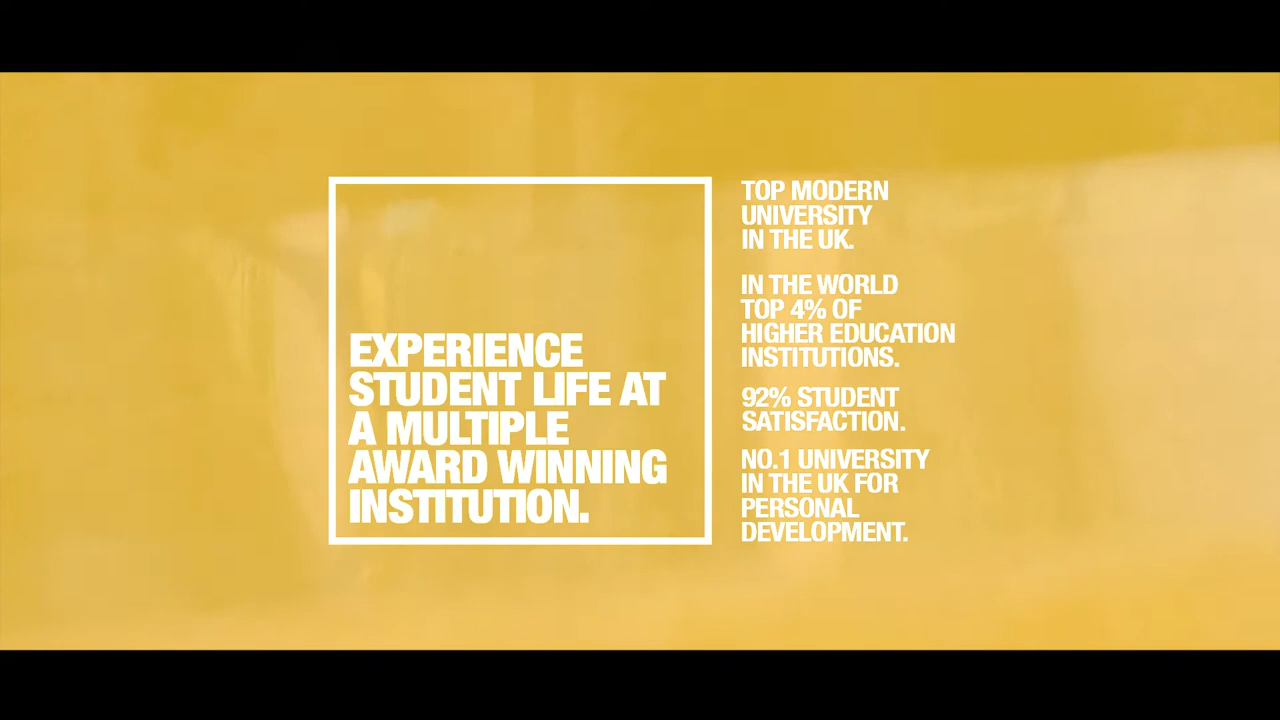 EXPERIENCE
STUDENT LIFE AT
A MULTIPLE
AWARD WINNING
INSTITUTION.
TOP MODERN
UNIVERSITY
IN THE UK.
IN THE WORLD
TOP 4% OF
HIGHER EDUCATION
INSTITUTIONS.
92% STUDENT
SATISFACTION.
NO.1 UNIVERSITY
IN THE UK FOR
PERSONAL
DEVELOPMENT.